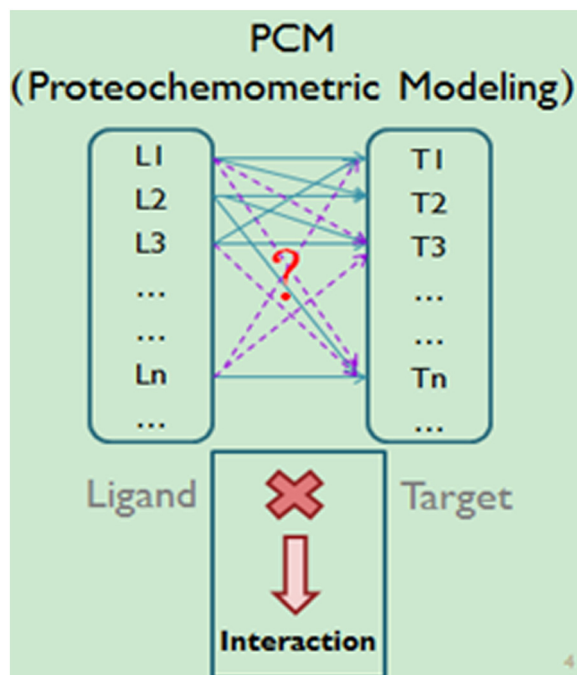 PCM
(Proteochemometric Modeling)
L1
L2
L3
...
...
Ln
...
T1
T2
T3
...
...
Tn
...
?
Ligand
Target
Interaction
4